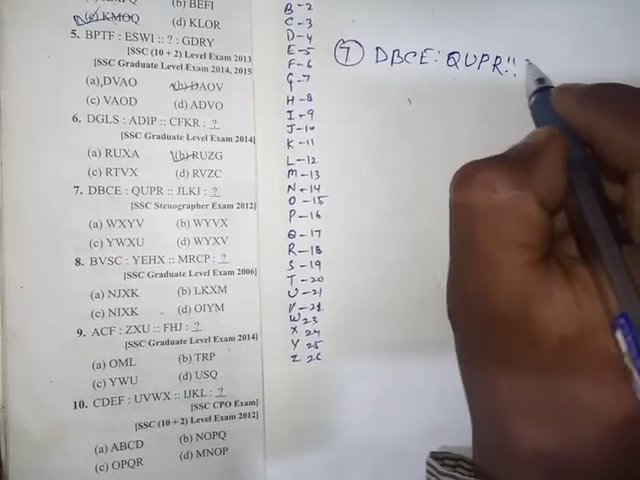 (b) BEFI
(c) KMOQ (d) KLOR
5. BPTF : ESWI :: ? : GDRY
[SSC (10 + 2) Level Exam 2013
[SSC Graduate Level Exam 2014, 2015
(a) DVAO (b) DAOV
(c) VAOD (d) ADVO
6. DGLS : ADIP :: CFKR : ?
[SSC Graduate Level Exam 2014]
(a) RUXA (b) RUZG
(c) RTVX (d) RVZC
7. DBCE : QUPR :: JLKI : ?
[SSC Stenographer Exam 2012]
(a) WXYV (b) WYVX
(c) YWXU (d) WYXV
8. BVSC : YEHX :: MRCP : ?
[SSC Graduate Level Exam 2006]
(a) NJXK (b) LKXM
(c) NIXK (d) OIYM
9. ACF : ZXU :: FHJ : ?
[SSC Graduate Level Exam 2014]
(a) OML (b) TRP
(c) YWU (d) USQ
10. CDEF : UVWX :: IJKL : ?
[SSC CPO Exam]
[SSC (10 + 2) Level Exam 2012]
(a) ABCD (b) NOPQ
(c) OPQR (d) MNOP
B-2
C-3
D-4
E-5
F-6
G-7
H-8
I-9
J-10
K-11
L-12
M-13
N-14
O-15
P-16
Q-17
R-18
S-19
T-20
U-21
V-22
W 23
X 24
Y 25
Z 26
7 DBCE : QUPR ::